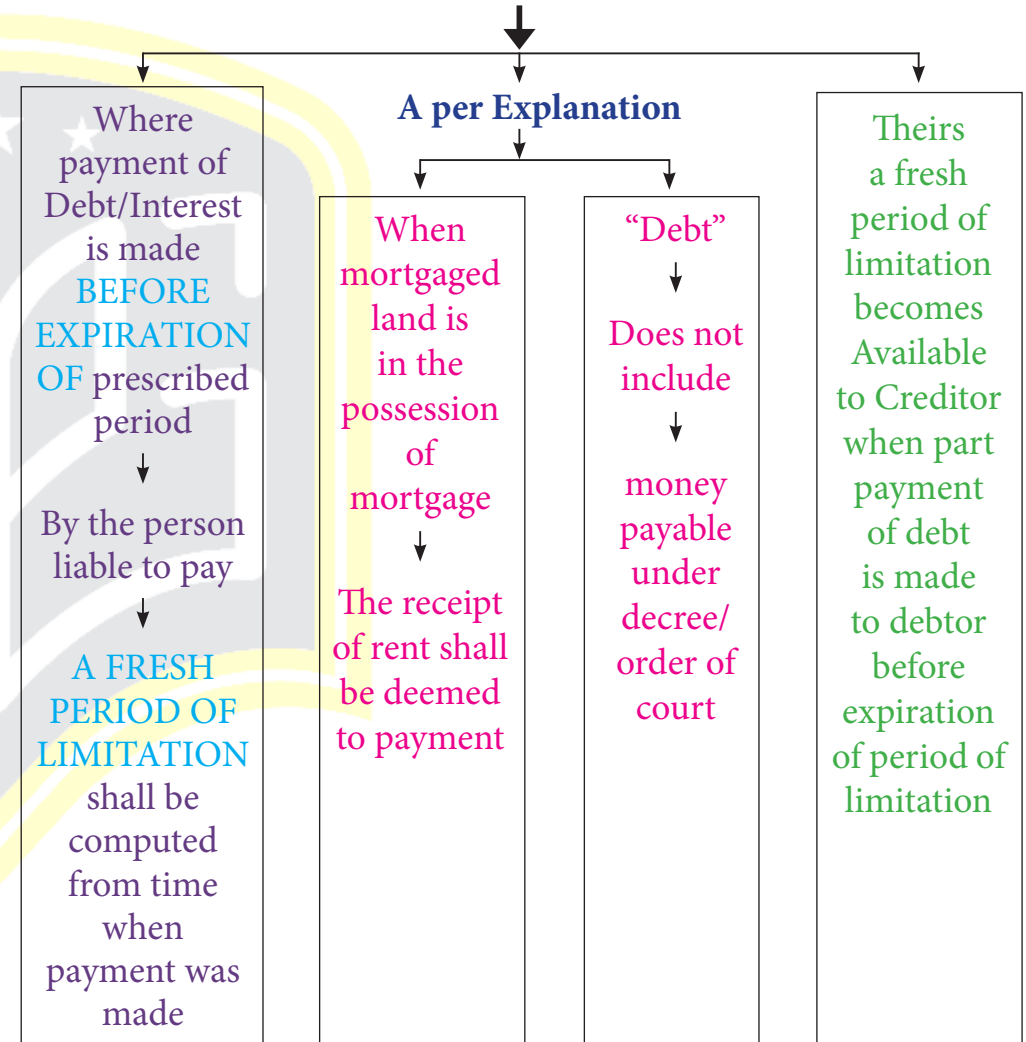 Where
payment of
Debt/Interest
is made
BEFORE
EXPIRATION
OF prescribed
period
By the person
liable to pay
A FRESH
PERIOD OF
LIMITATION
shall be
computed
from time
when
payment was
made
A per Explanation
When
mortgaged
land is
in the
possession
of
mortgage
The receipt
of rent shall
be deemed
to payment
“Debt”
Does not
include
money
payable
under
decree/
order of
court
Theirs
a fresh
period of
limitation
becomes
Available
to Creditor
when part
payment
of debt
is made
to debtor
before
expiration
of period of
limitation